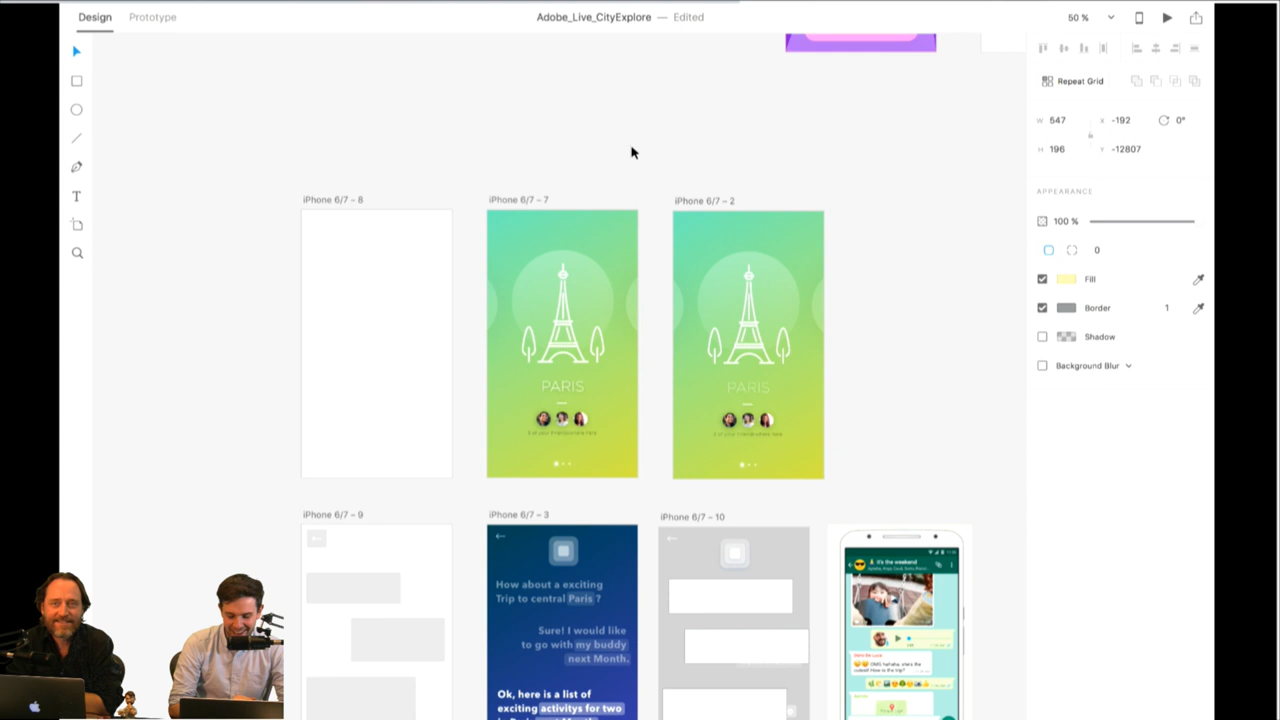 Design Prototype Adobe_Live_CityExplore — Edited 50 %
Repeat Grid
W 547 X -192 0°
H 196 Y -12807
APPEARANCE
100 %
0
Fill
Border 1
Shadow
Background Blur
T
iPhone 6/7 – 8 iPhone 6/7 – 7 iPhone 6/7 – 2
PARIS PARIS
iPhone 6/7 – 9 iPhone 6/7 – 3 iPhone 6/7 – 10
How about a exciting
Trip to central Paris ?
Sure! I would like
to go with my buddy
next Month.
Ok, here is a list of
exciting activitys for two
It's the weekend